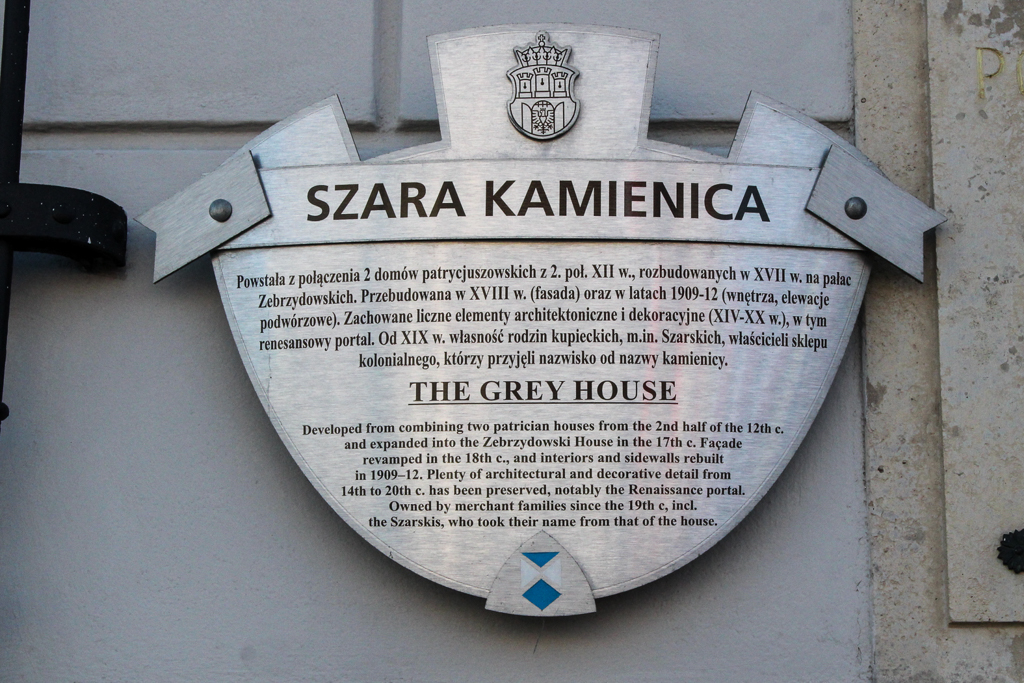 SZARA KAMIENICA
Powstała z połączenia 2 domów patrycjuszowskich z 2. poł. XII w., rozbudowanych w XVII w. na pałac
Zebrzydowskich. Przebudowana w XVIII w. (fasada) oraz w latach 1909-12 (wnętrza, elewacje
podwórzowe). Zachowane liczne elementy architektoniczne i dekoracyjne (XIV-XX w.), w tym
renesansowy portal. Od XIX w. własność rodzin kupieckich, m.in. Szarskich, właścicieli sklepu
kolonialnego, którzy przyjęli nazwisko od nazwy kamienicy.
THE GREY HOUSE
Developed from combining two patrician houses from the 2nd half of the 12th c.
and expanded into the Zebrzydowski House in the 17th c. Façade
revamped in the 18th c., and interiors and sidewalls rebuilt
in 1909–12. Plenty of architectural and decorative detail from
14th to 20th c. has been preserved, notably the Renaissance portal.
Owned by merchant families since the 19th c, incl.
the Szarskis, who took their name from that of the house.